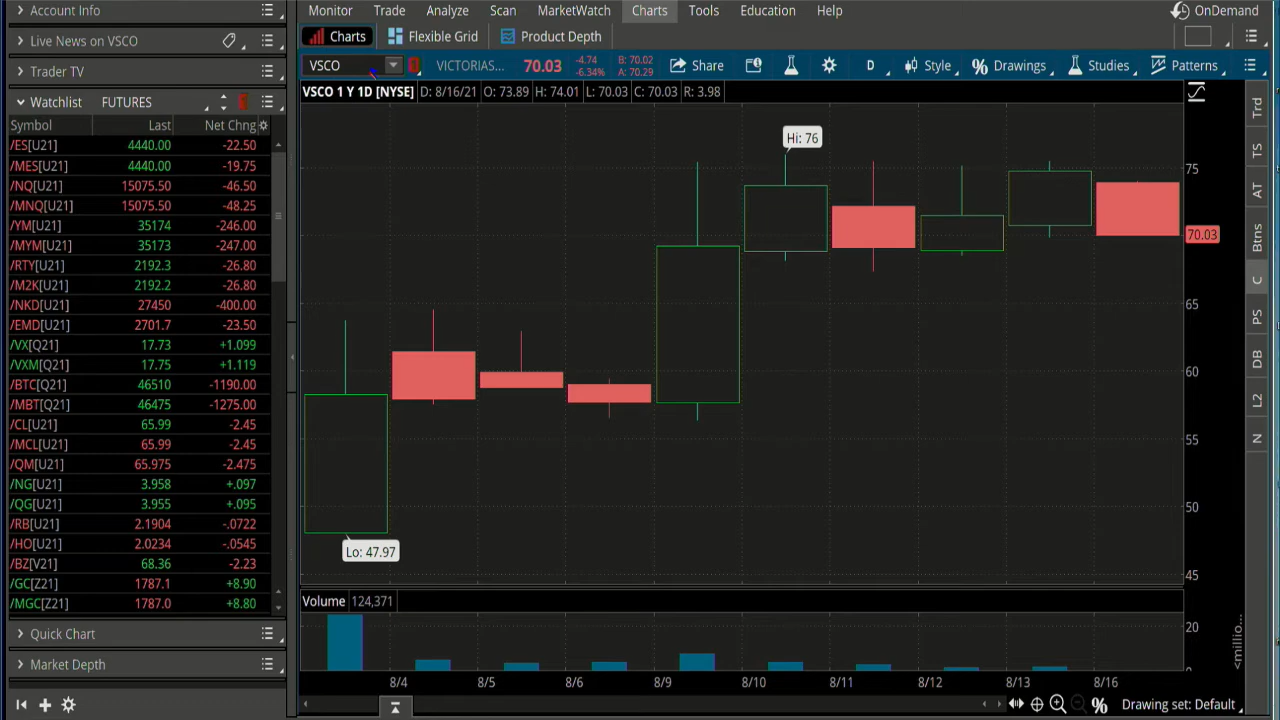 Account Info
Monitor Trade Analyze Scan MarketWatch Charts Tools Education Help OnDemand
Live News on VSCO
Charts Flexible Grid Product Depth
Trader TV
VSCO VICTORIAS... 70.03 -4.74 -6.34% B: 70.02 A: 70.29 Share D Style Drawings Studies Patterns
Watchlist FUTURES
VSCO 1 Y 1D [NYSE] D: 8/16/21 O: 73.89 H: 74.01 L: 70.03 C: 70.03 R: 3.98
Symbol Last Net Chng
/ES[U21] 4440.00 -22.50
/MES[U21] 4440.00 -19.75
/NQ[U21] 15075.50 -46.50
/MNQ[U21] 15075.50 -48.25
/YM[U21] 35174 -246.00
/MYM[U21] 35173 -247.00
/RTY[U21] 2192.3 -26.80
/M2K[U21] 2192.2 -26.80
/NKD[U21] 27450 -400.00
/EMD[U21] 2701.7 -23.50
/VX[Q21] 17.73 +1.099
/VXM[Q21] 17.75 +1.119
/BTC[Q21] 46510 -1190.00
/MBT[Q21] 46475 -1275.00
/CL[U21] 65.99 -2.45
/MCL[U21] 65.99 -2.45
/QM[U21] 65.975 -2.475
/NG[U21] 3.958 +.097
/QG[U21] 3.955 +.095
/RB[U21] 2.1904 -.0722
/HO[U21] 2.0234 -.0545
/BZ[V21] 68.36 -2.23
/GC[Z21] 1787.1 +8.90
/MGC[Z21] 1787.0 +8.80
Quick Chart
Market Depth
Hi: 76
Lo: 47.97
75
70.03
65
60
55
50
45
Volume 124,371
20
0
<millio...
8/4 8/5 8/6 8/9 8/10 8/11 8/12 8/13 8/16
Drawing set: Default
Trd
TS
AT
Btns
C
PS
DB
L2
N